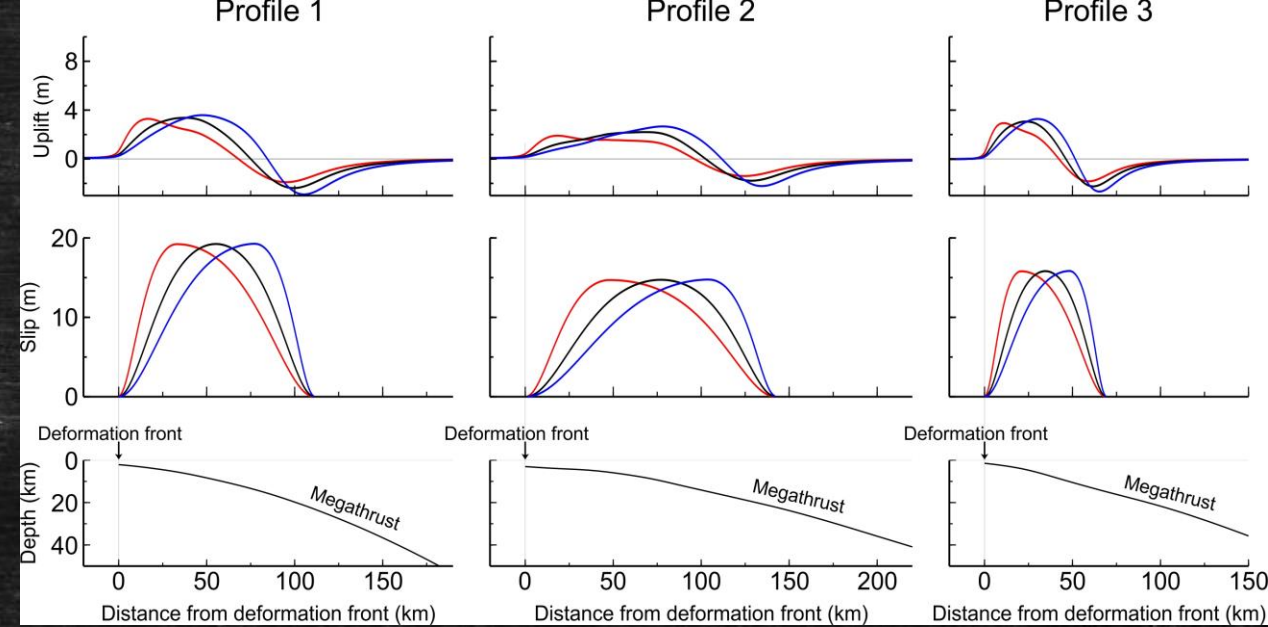 Profile 1
Profile 2
Profile 3
Uplift (m)
8
4
0
Slip (m)
20
10
0
Deformation front
Deformation front
Deformation front
Depth (km)
0
20
40
Megathrust
Megathrust
Megathrust
0 50 100 150
0 50 100 150 200
0 50 100 150
Distance from deformation front (km)
Distance from deformation front (km)
Distance from deformation front (km)